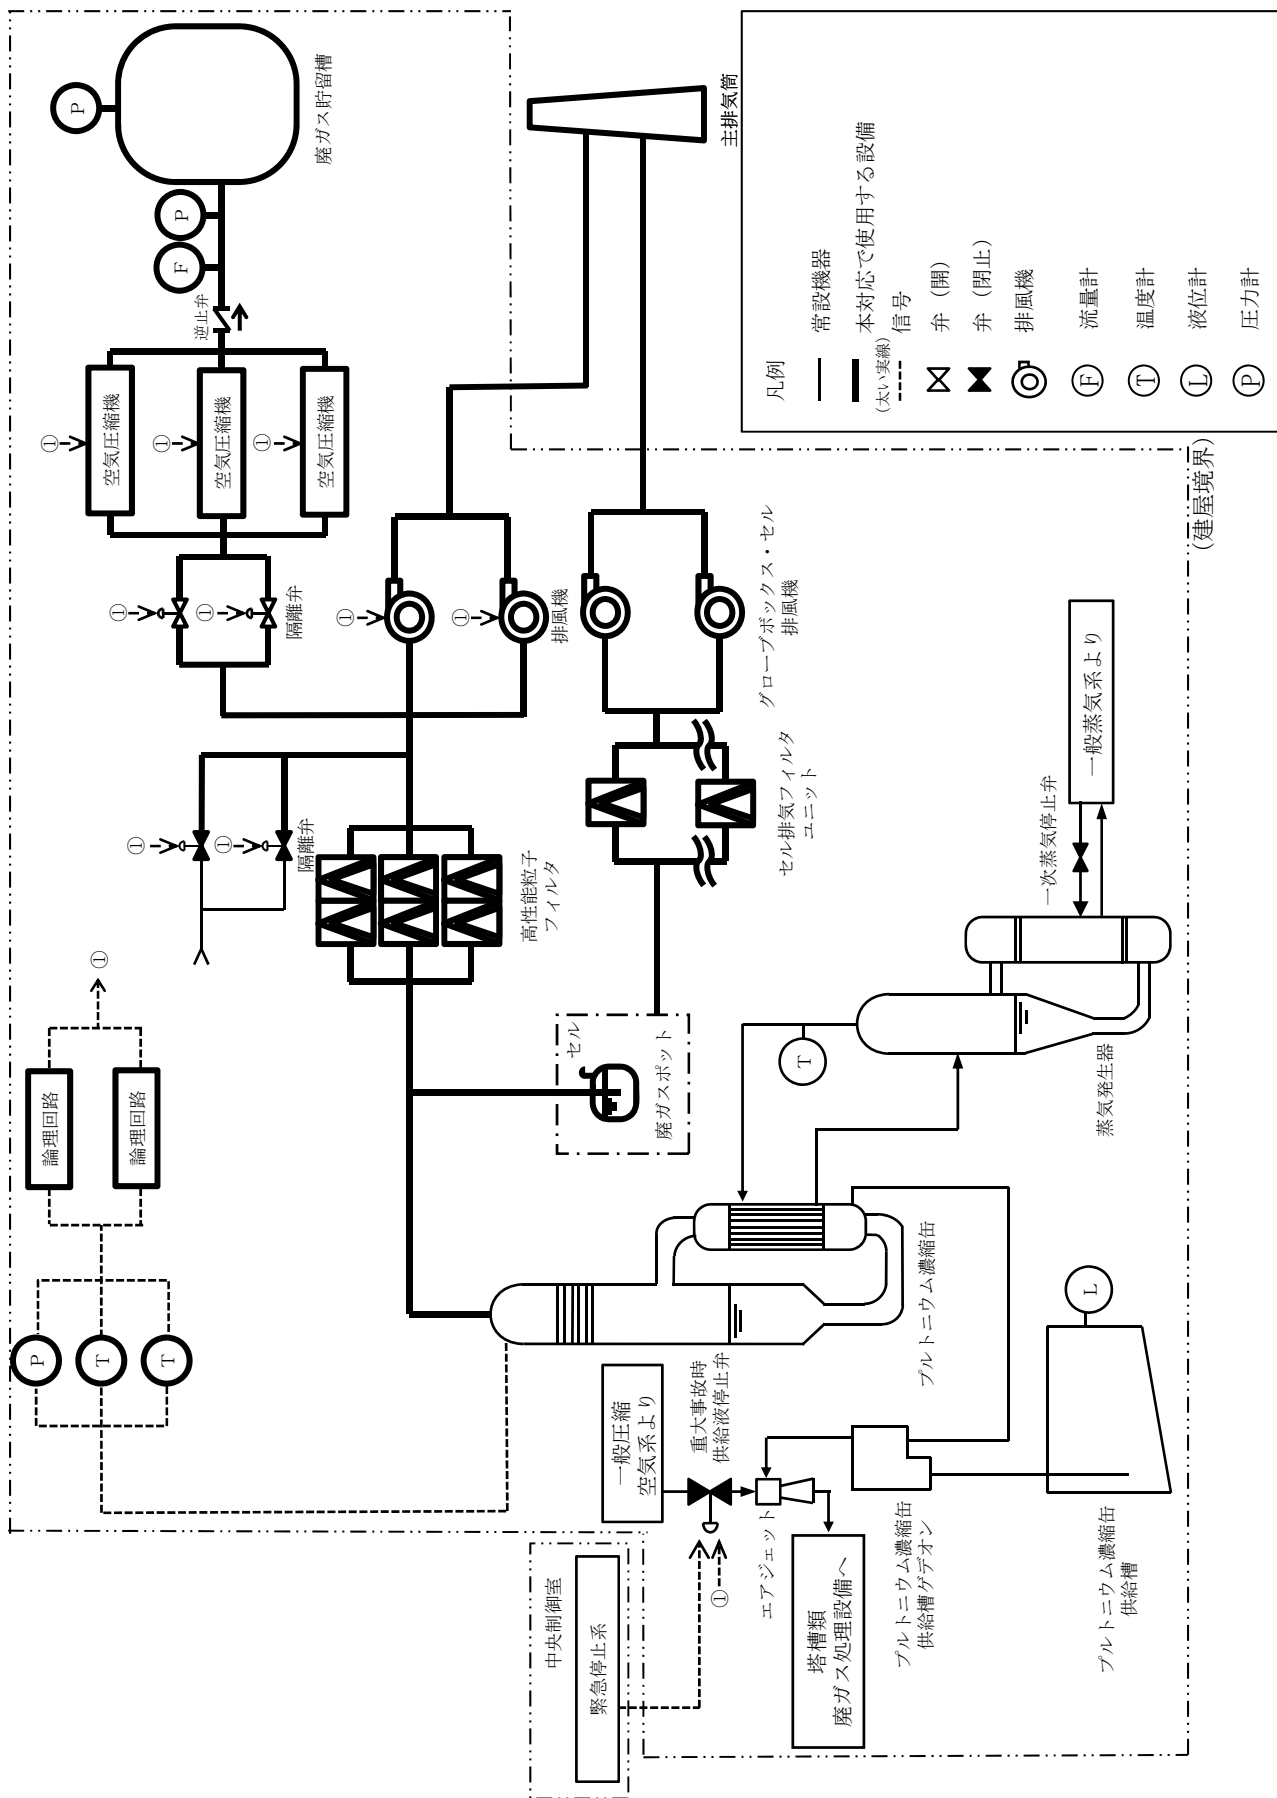 中央制御室
緊急停止系
①
一般圧縮
空気系より
重大事故時
供給液停止弁
エアジェット
塔槽類
廃ガス処理設備へ
プルトニウム濃縮缶
供給槽ゲデオン
プルトニウム濃縮缶
供給槽
L
プルトニウム濃縮缶
P
T
T
論理回路
論理回路
①
セル
廃ガスポット
T
蒸気発生器
一次蒸気停止弁
一般蒸気系より
高性能粒子
フィルタ
①
①
隔離弁
セル排気フィルタ
ユニット
①
①
隔離弁
①
①
排風機
グローブボックス・セル
排風機
①
空気圧縮機
①
空気圧縮機
①
空気圧縮機
逆止弁
F
P
P
廃ガス貯留槽
主排気筒
(建屋境界)
凡例
常設機器
本対応で使用する設備
(太い実線)
信号
弁（開）
弁（閉止）
排風機
F 流量計
T 温度計
L 液位計
P 圧力計